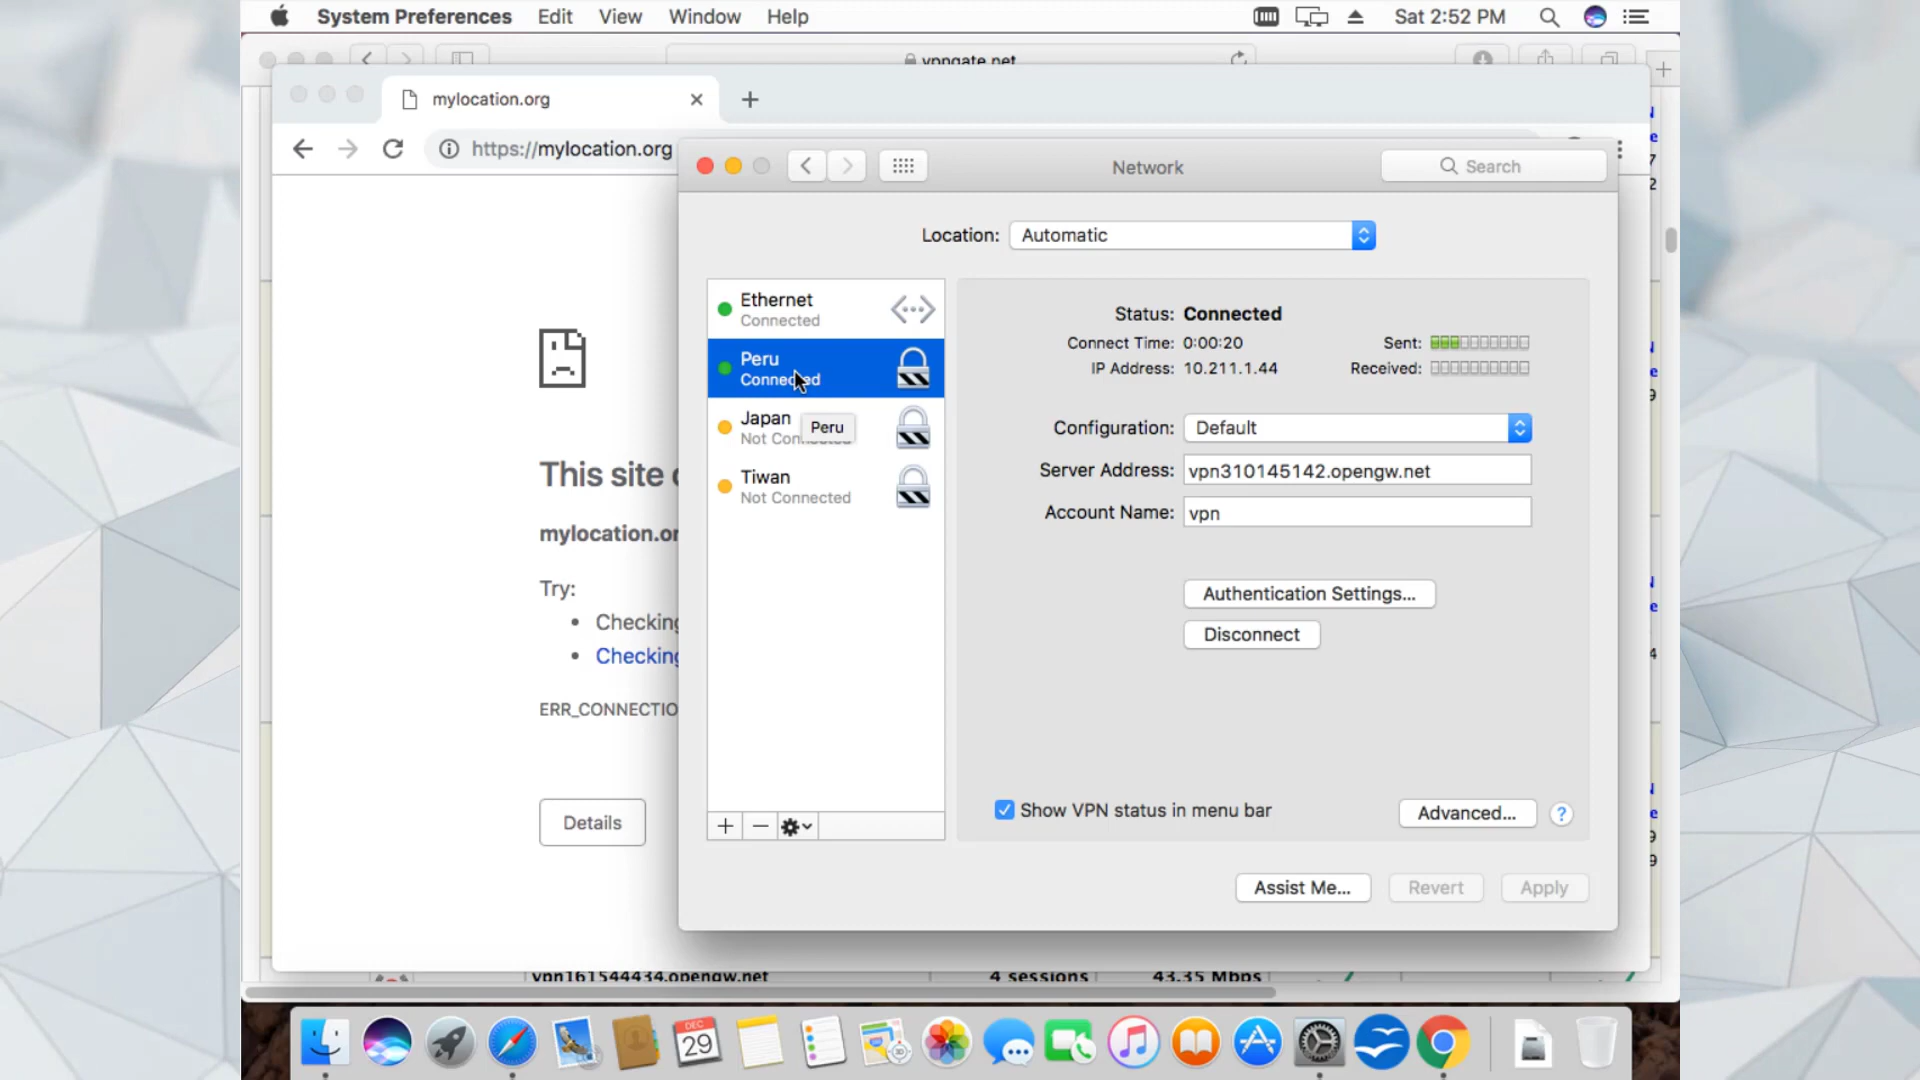 System Preferences Edit View Window Help
Sat 2:52 PM
vpngate.net
mylocation.org
https://mylocation.org
Network
Search
Location: Automatic
Ethernet
Connected
Peru
Connected
Japan
Peru
Tiwan
Not Connected
Status: Connected
Connect Time: 0:00:20
Sent:
IP Address: 10.211.1.44
Received:
Configuration: Default
Server Address: vpn310145142.opengw.net
Account Name: vpn
Authentication Settings...
Disconnect
Show VPN status in menu bar
Advanced...
?
Assist Me...
Revert
Apply
This site
mylocation.or
Try:
Checking
Checking
ERR_CONNECTIO
Details
vpn161544434.opengw.net
4 sessions
43.35 Mbps
DEC
29